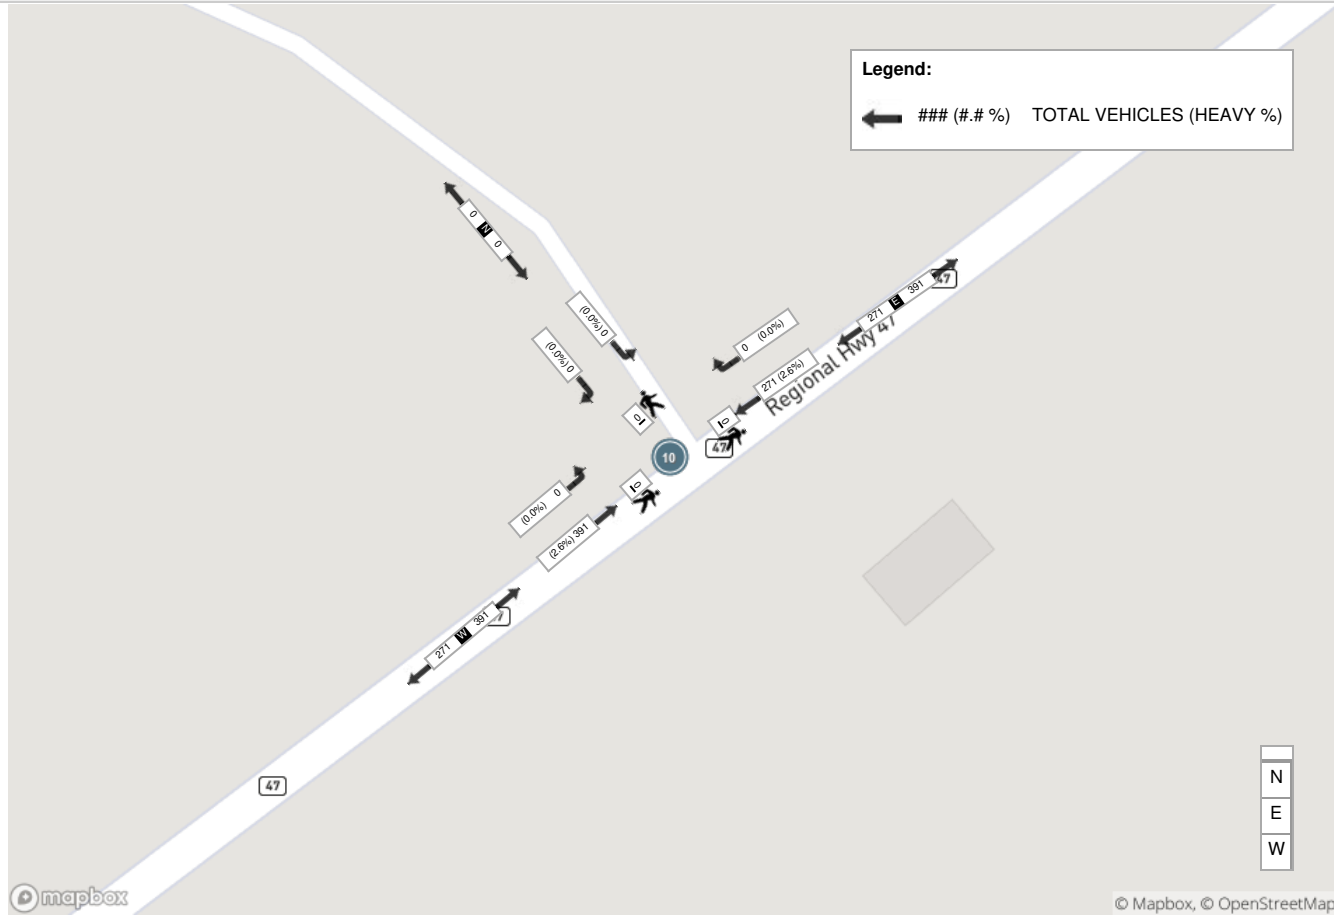 Legend:
### (#.# %) TOTAL VEHICLES (HEAVY %)
0 N 0
(0.0%) 0
(0.0%) 0
0 (0.0%)
271 (2.6%)
271 E 391
47
Regional Hwy 47
0
0
47
10
0
(0.0%) 0
(2.6%) 391
271 W 391
7
47
N
E
W
mapbox
© Mapbox, © OpenStreetMap